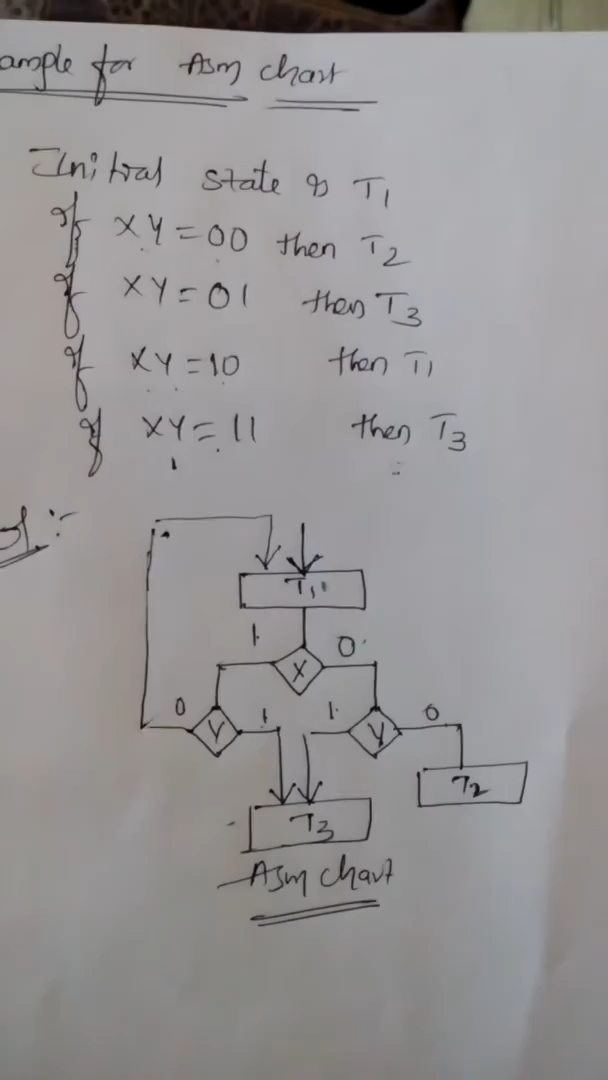 ample for Asm chart
Initial state is T1
if XY=00 then T2
if XY=01 then T3
if XY=10 then T1
if XY=11 then T3
T1
1 0
X
0 1 1 0
Y Y
T2
T3
Asm chart